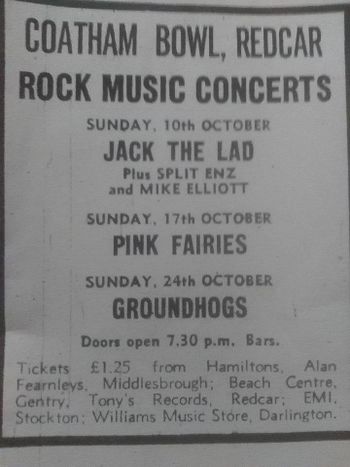 COATHAM BOWL, REDCAR
ROCK MUSIC CONCERTS
SUNDAY, 10th OCTOBER
JACK THE LAD
Plus SPLIT ENZ
and MIKE ELLIOTT
SUNDAY, 17th OCTOBER
PINK FAIRIES
SUNDAY, 24th OCTOBER
GROUNDHOGS
Doors open 7.30 p.m. Bars.
Tickets £1.25 from Hamiltons, Alan
Fearnleys, Middlesbrough; Beach Centre,
Gentry, Tony's Records, Redcar; EMI,
Stockton; Williams Music Store, Darlington.